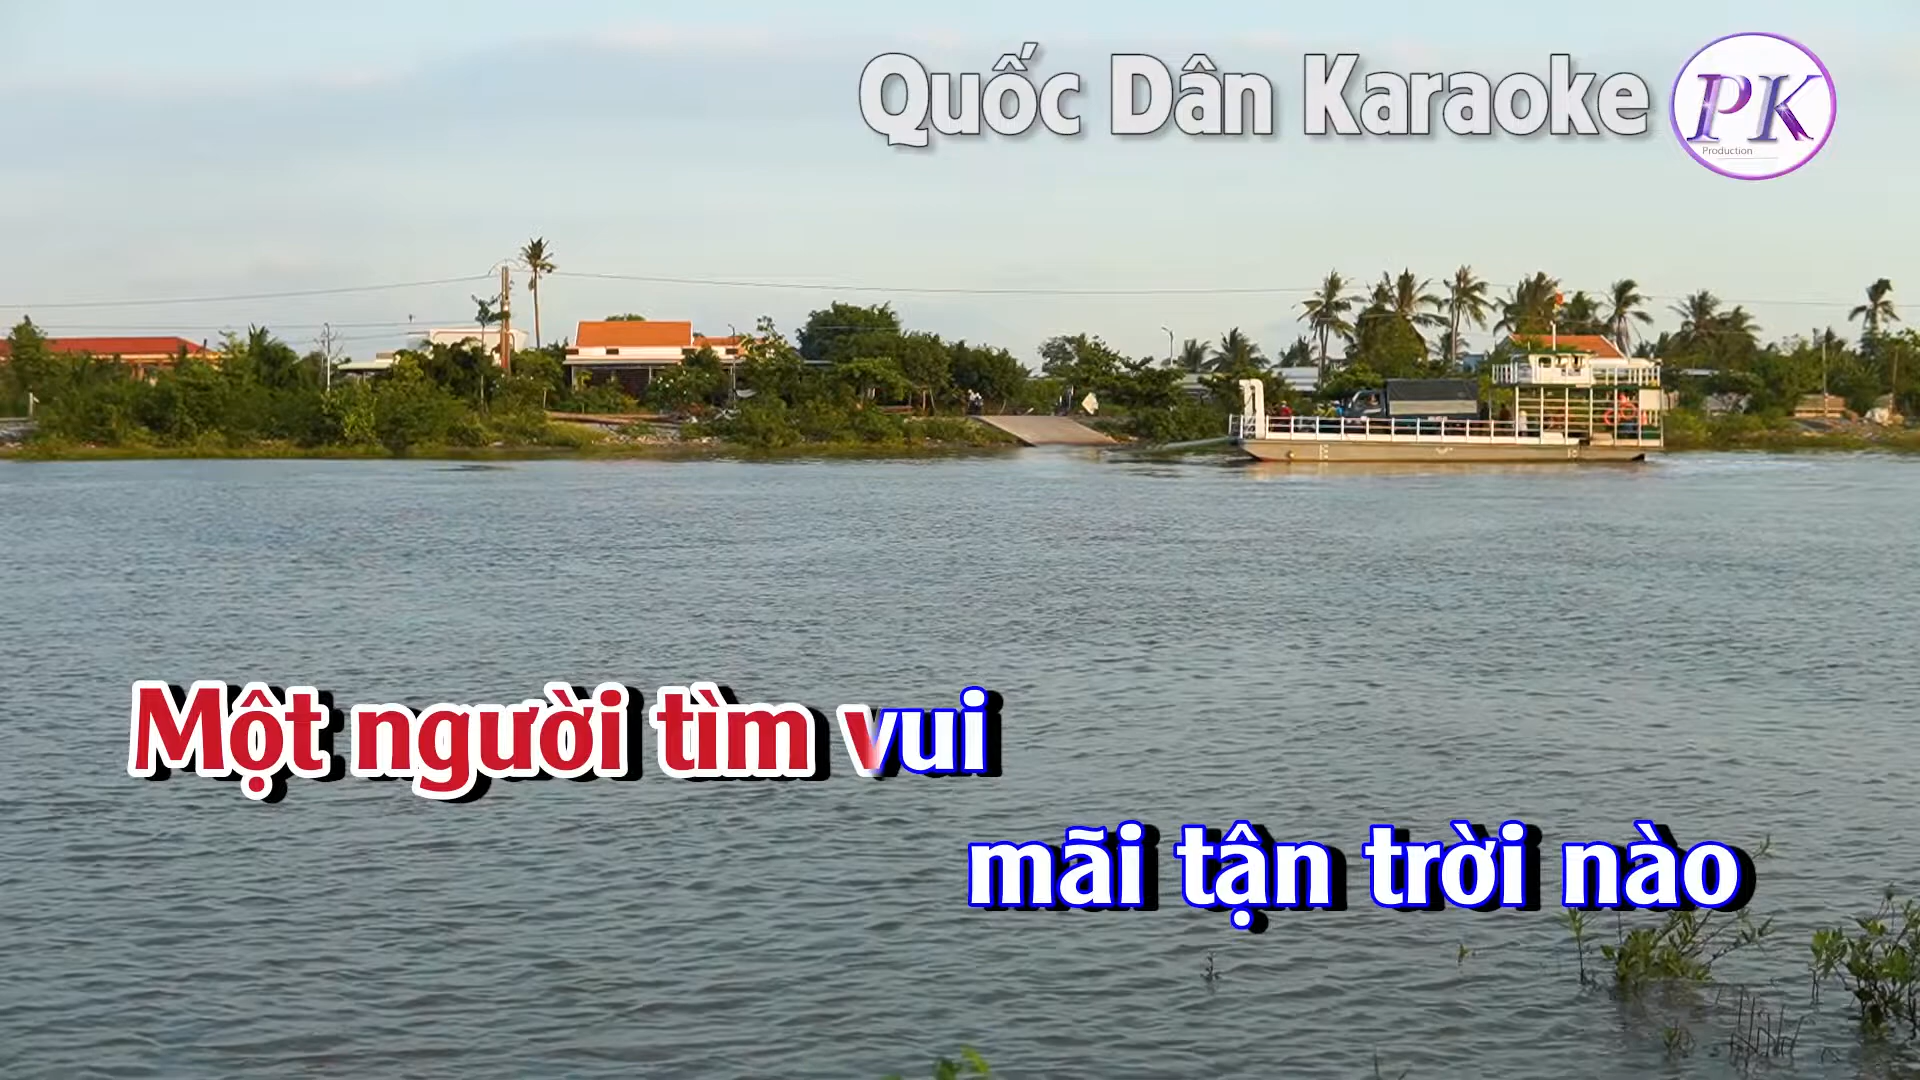 Quốc Dân Karaoke
PK
Production
Một người tìm vui
mãi tận trời nào